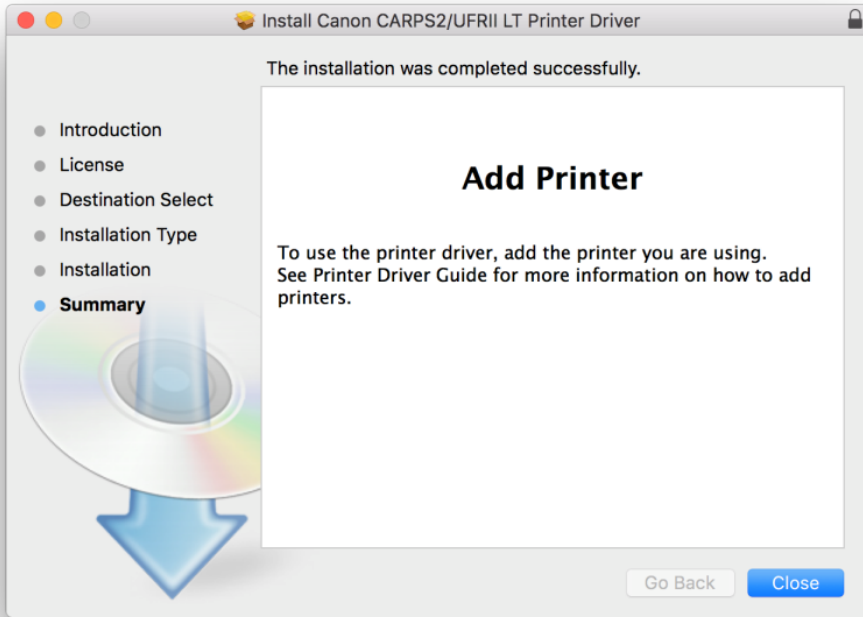 Install Canon CARPS2/UFRII LT Printer Driver
The installation was completed successfully.
Introduction
License
Destination Select
Installation Type
Installation
Summary
Add Printer
To use the printer driver, add the printer you are using.
See Printer Driver Guide for more information on how to add
printers.
Go Back
Close